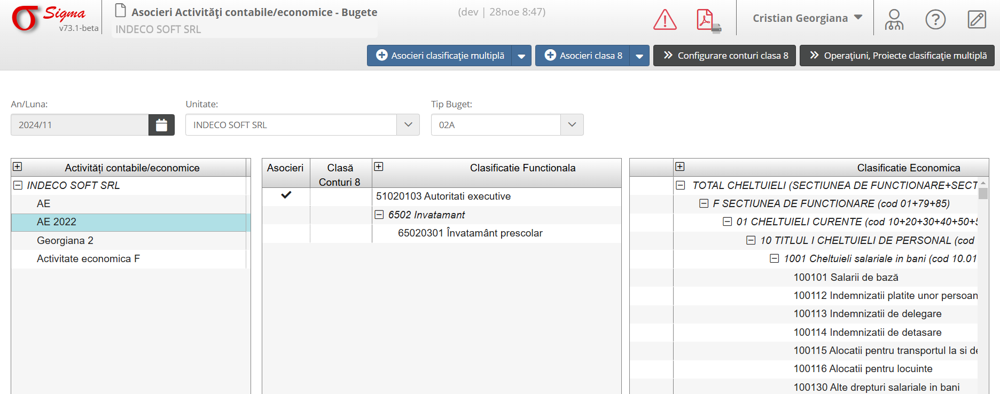 σ Sigma
v73.1-beta
Asocieri Activităţi contabile/economice - Bugete
INDECO SOFT SRL
(dev | 28noe 8:47)
Cristian Georgiana
Asocieri clasificaţie multiplă
Asocieri clasa 8
Configurare conturi clasa 8
Operaţiuni, Proiecte clasificaţie multiplă
An/Luna:
Unitate:
Tip Buget:
2024/11
INDECO SOFT SRL
02A
Activități contabile/economice
INDECO SOFT SRL
AE
AE 2022
Georgiana 2
Activitate economica F
Asocieri
Clasă
Conturi 8
Clasificatie Functionala
51020103 Autoritati executive
6502 Invatamant
65020301 Învatamânt prescolar
Clasificatie Economica
TOTAL CHELTUIELI (SECTIUNEA DE FUNCTIONARE+SECT
F SECTIUNEA DE FUNCTIONARE (cod 01+79+85)
01 CHELTUIELI CURENTE (cod 10+20+30+40+50+5
10 TITLUL I CHELTUIELI DE PERSONAL (cod
1001 Cheltuieli salariale in bani (cod 10.01
100101 Salarii de bază
100112 Indemnizatii platite unor persoan
100113 Indemnizatii de delegare
100114 Indemnizatii de detasare
100115 Alocatii pentru transportul la si de
100116 Alocatii pentru locuinte
100130 Alte drepturi salariale in bani